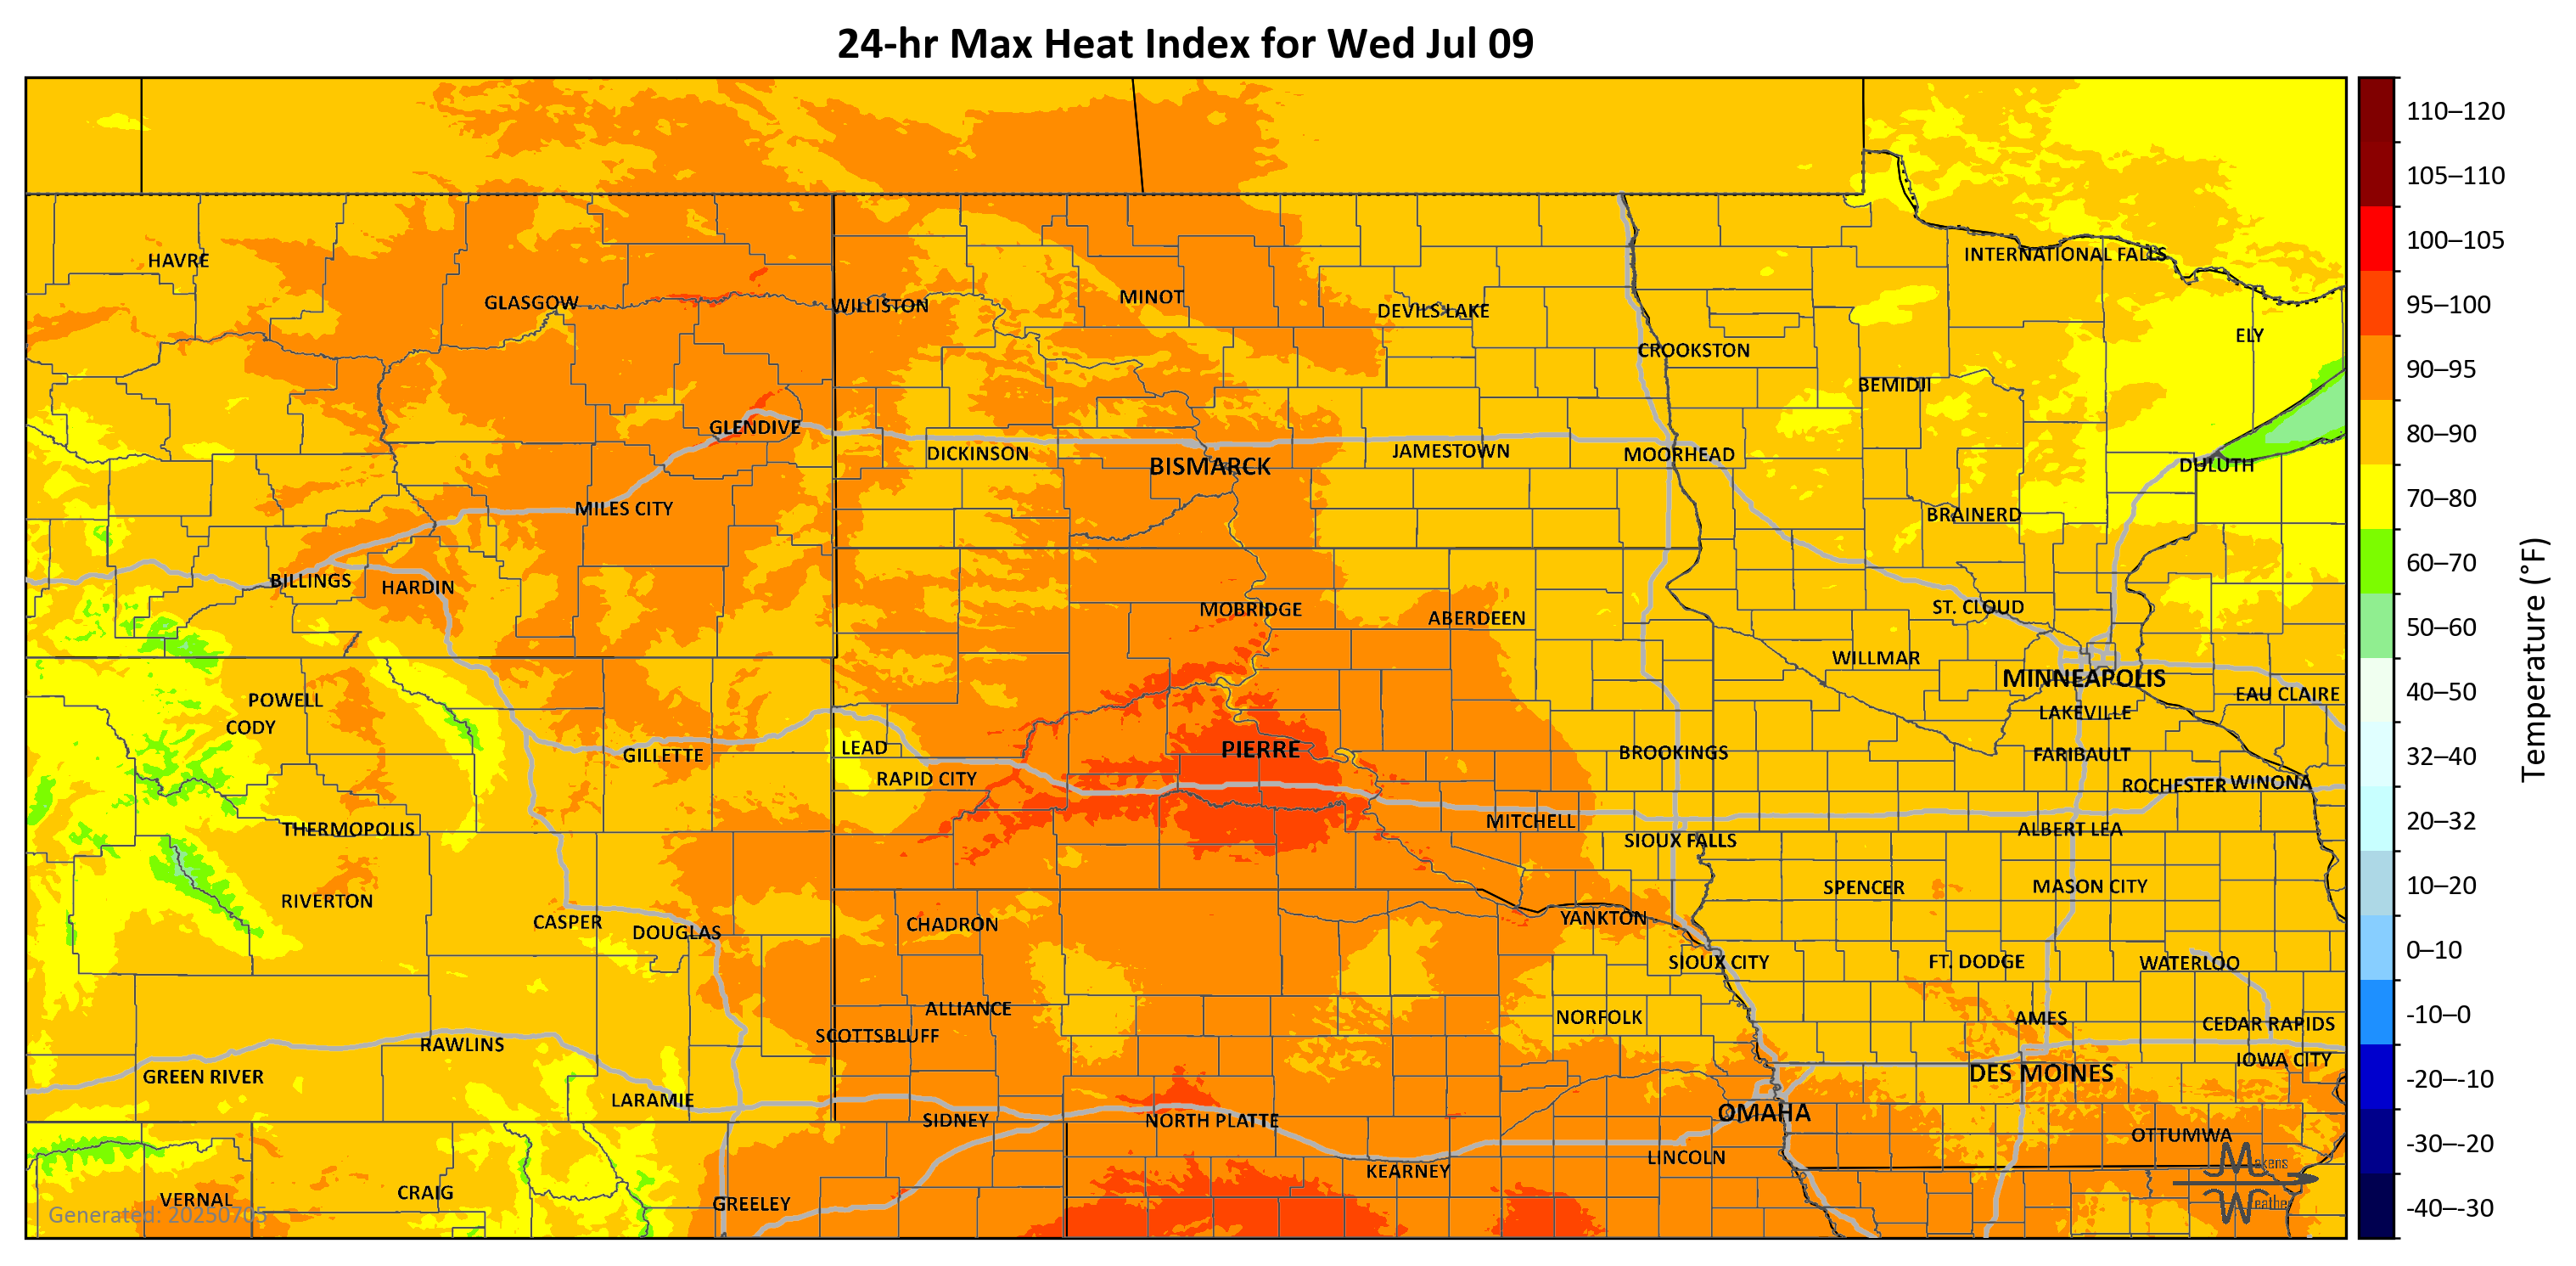 24-hr Max Heat Index for Wed Jul 09
110–120
105–110
INTERNATIONAL FALLS
100–105
HAVRE
GLASGOW
WILLISTON
MINOT
DEVILS LAKE
95–100
ELY
CROOKSTON
90–95
BEMIDJI
GLENDIVE
80–90
DICKINSON
BISMARCK
JAMESTOWN
MOORHEAD
DULUTH
70–80
MILES CITY
BRAINERD
60–70
BILLINGS
HARDIN
MOBRIDGE
ABERDEEN
ST. CLOUD
50–60
WILLMAR
MINNEAPOLIS
Temperature (°F)
POWELL
EAU CLAIRE
40–50
CODY
LAKEVILLE
GILLETTE
LEAD
PIERRE
BROOKINGS
FARIBAULT
32–40
RAPID CITY
ROCHESTER
WINONA
THERMOPOLIS
MITCHELL
ALBERT LEA
20–32
SIOUX FALLS
RIVERTON
SPENCER
MASON CITY
10–20
CASPER
DOUGLAS
CHADRON
YANKTON
SIOUX CITY
FT. DODGE
WATERLOO
0–10
ALLIANCE
NORFOLK
AMES
CEDAR RAPIDS
-10–0
RAWLINS
SCOTTSBLUFF
IOWA CITY
GREEN RIVER
DES MOINES
-20–-10
LARAMIE
SIDNEY
NORTH PLATTE
OMAHA
OTTUMWA
-30–-20
KEARNEY
LINCOLN
Makens
VERNAL
CRAIG
GREELEY
Weather
-40–-30
Generated: 20250705